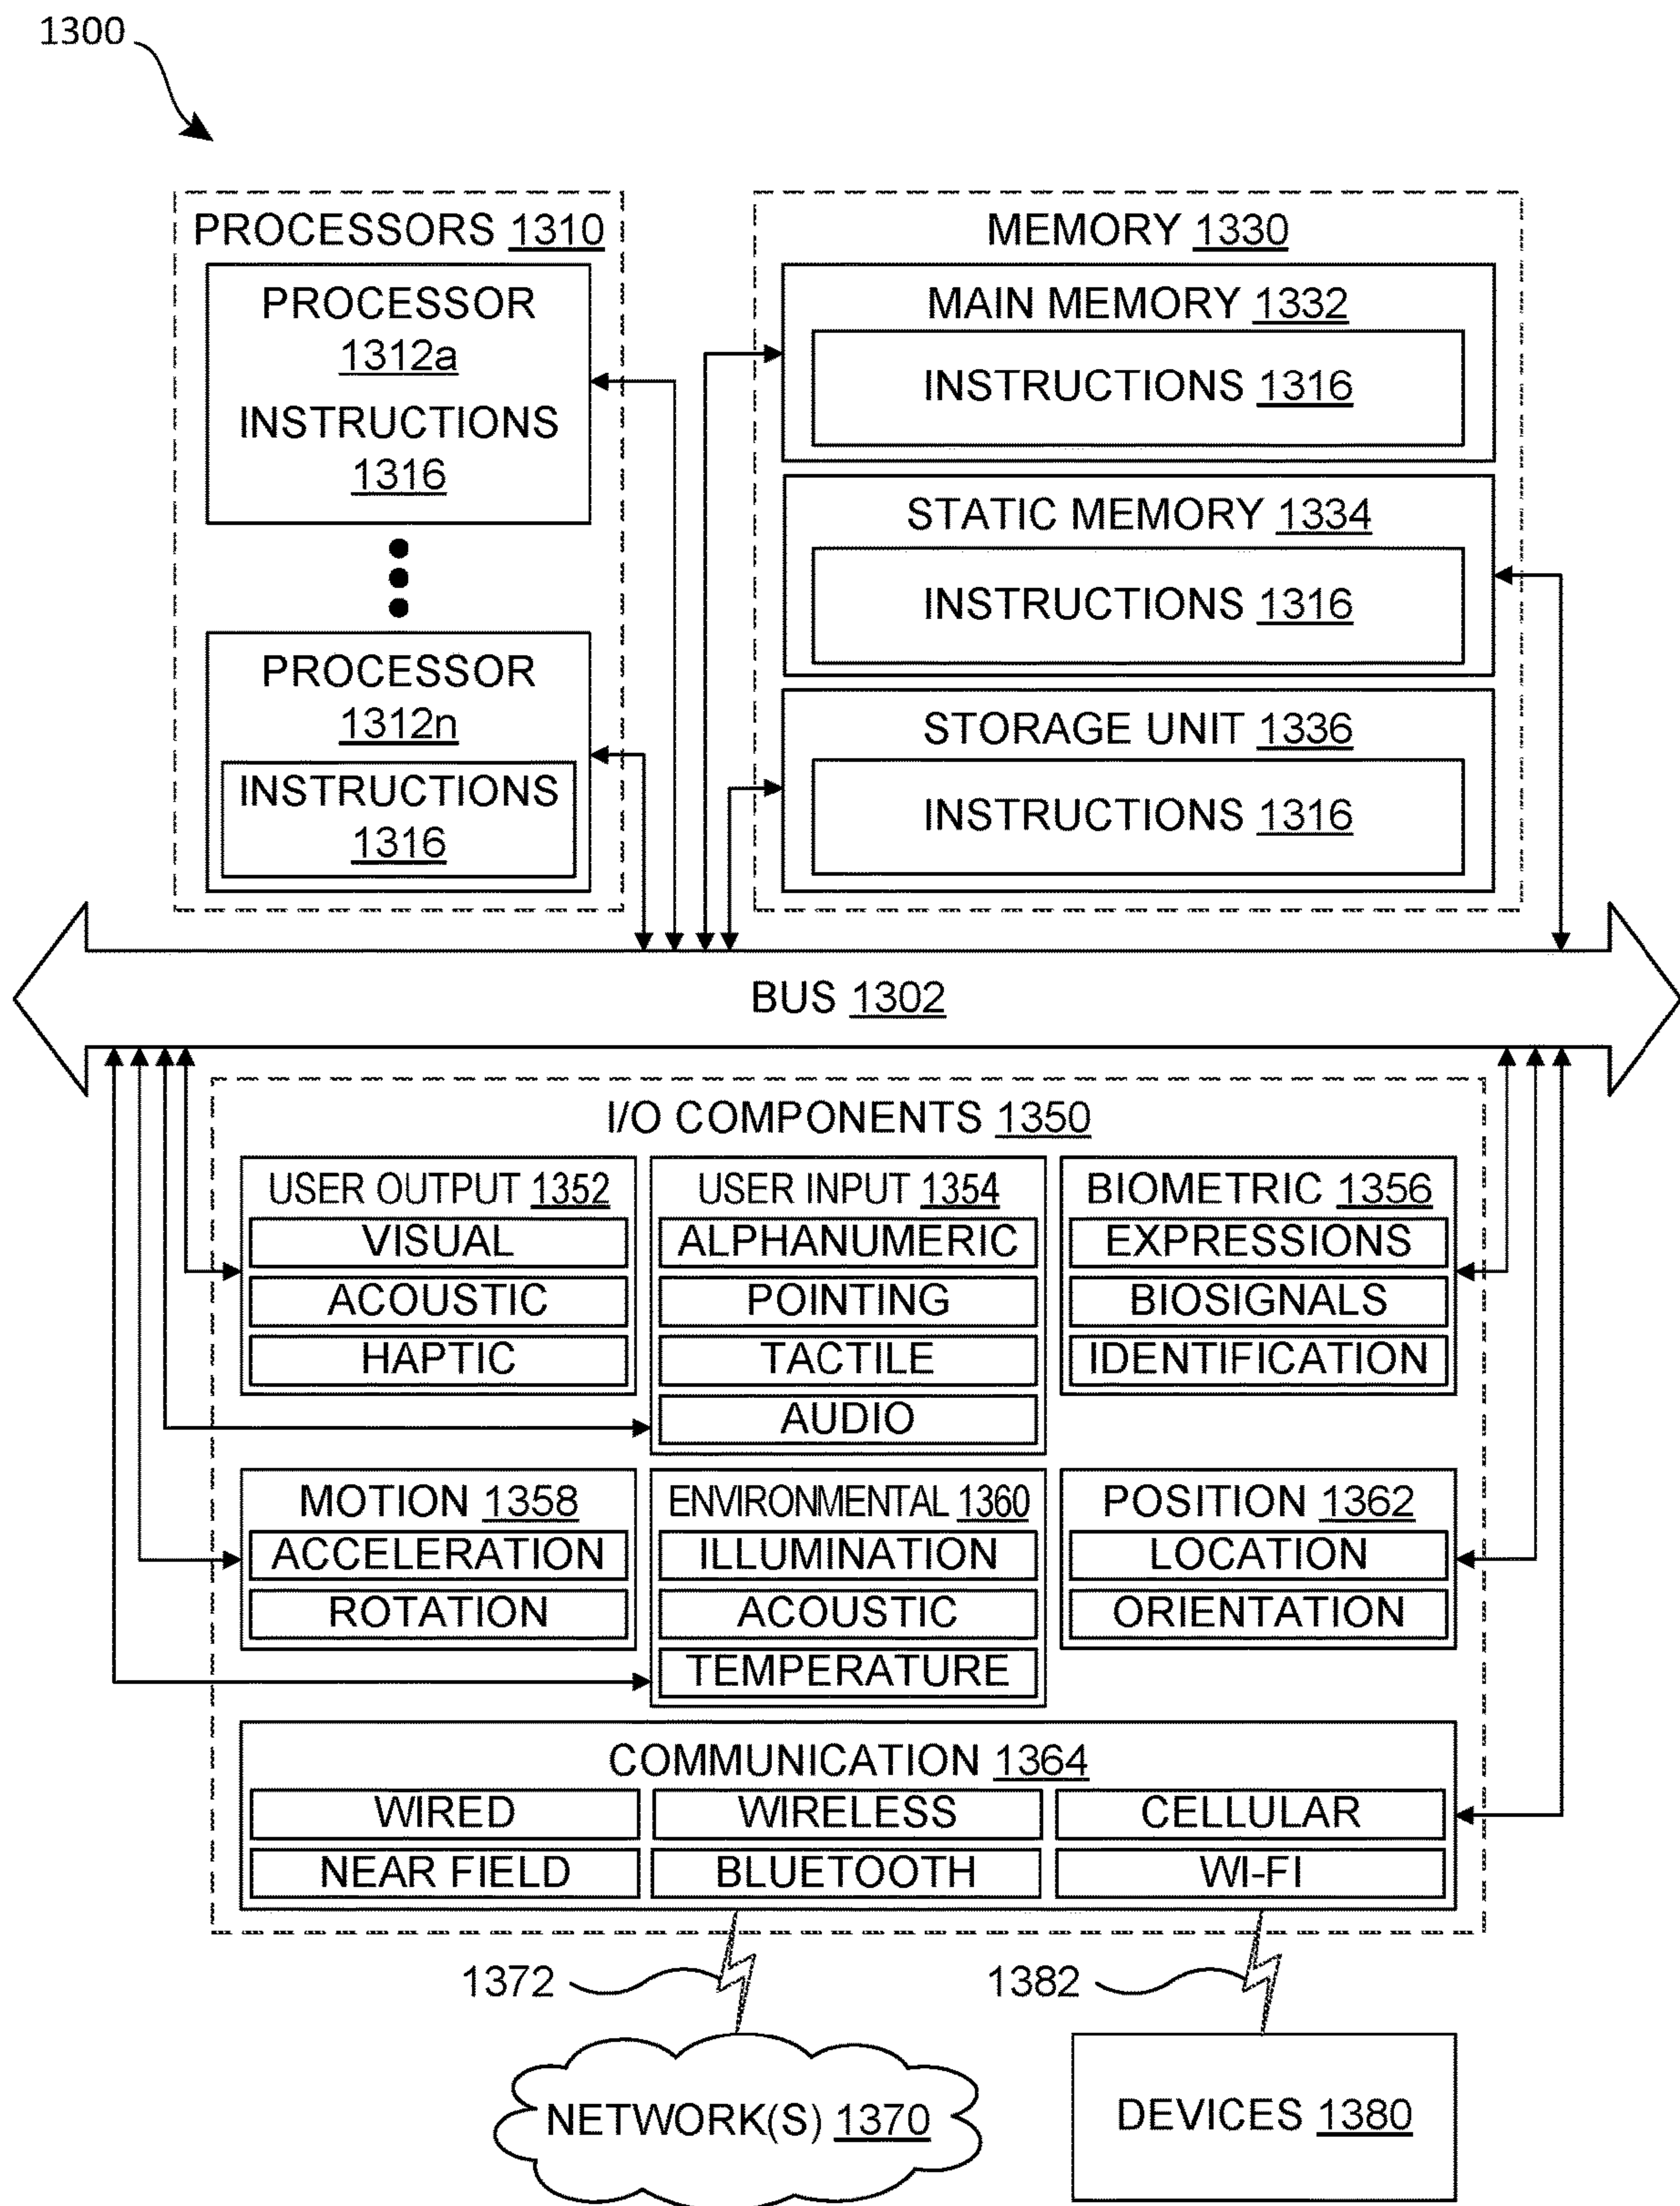 1300
PROCESSORS 1310
PROCESSOR
1312a
INSTRUCTIONS
1316
PROCESSOR
1312n
INSTRUCTIONS
1316
MEMORY 1330
MAIN MEMORY 1332
INSTRUCTIONS 1316
STATIC MEMORY 1334
INSTRUCTIONS 1316
STORAGE UNIT 1336
INSTRUCTIONS 1316
BUS 1302
I/O COMPONENTS 1350
USER OUTPUT 1352
VISUAL
ACOUSTIC
HAPTIC
USER INPUT 1354
ALPHANUMERIC
POINTING
TACTILE
AUDIO
BIOMETRIC 1356
EXPRESSIONS
BIOSIGNALS
IDENTIFICATION
MOTION 1358
ACCELERATION
ROTATION
ENVIRONMENTAL 1360
ILLUMINATION
ACOUSTIC
TEMPERATURE
POSITION 1362
LOCATION
ORIENTATION
COMMUNICATION 1364
WIRED
WIRELESS
CELLULAR
NEAR FIELD
BLUETOOTH
WI-FI
1372
1382
NETWORK(S) 1370
DEVICES 1380